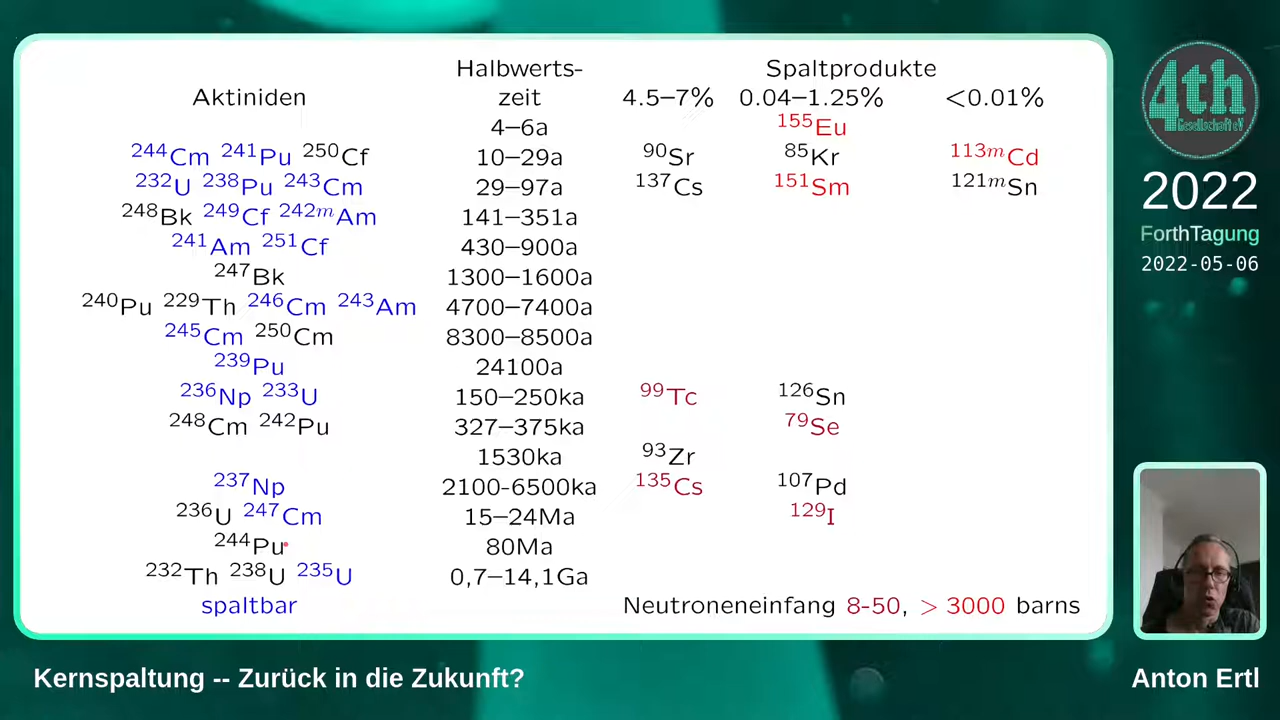 Halbwerts- Spaltprodukte
Aktiniden zeit 4.5–7% 0.04–1.25% <0.01%
4–6a ¹⁵⁵Eu
²⁴⁴Cm ²⁴¹Pu ²⁵⁰Cf 10–29a ⁹⁰Sr ⁸⁵Kr ¹¹³ᵐCd
²³²U ²³⁸Pu ²⁴³Cm 29–97a ¹³⁷Cs ¹⁵¹Sm ¹²¹ᵐSn
²⁴⁸Bk ²⁴⁹Cf ²⁴²ᵐAm 141–351a
²⁴¹Am ²⁵¹Cf 430–900a
²⁴⁷Bk 1300–1600a
²⁴⁰Pu ²²⁹Th ²⁴⁶Cm ²⁴³Am 4700–7400a
²⁴⁵Cm ²⁵⁰Cm 8300–8500a
²³⁹Pu 24100a
²³⁶Np ²³³U 150–250ka ⁹⁹Tc ¹²⁶Sn
²⁴⁸Cm ²⁴²Pu 327–375ka ⁷⁹Se
1530ka ⁹³Zr
²³⁷Np 2100-6500ka ¹³⁵Cs ¹⁰⁷Pd
²³⁶U ²⁴⁷Cm 15–24Ma ¹²⁹I
²⁴⁴Pu 80Ma
²³²Th ²³⁸U ²³⁵U 0,7–14,1Ga
spaltbar Neutroneneinfang 8-50, > 3000 barns
4th
Gesellschaft eV
2022
ForthTagung
2022-05-06
Kernspaltung -- Zurück in die Zukunft?
Anton Ertl